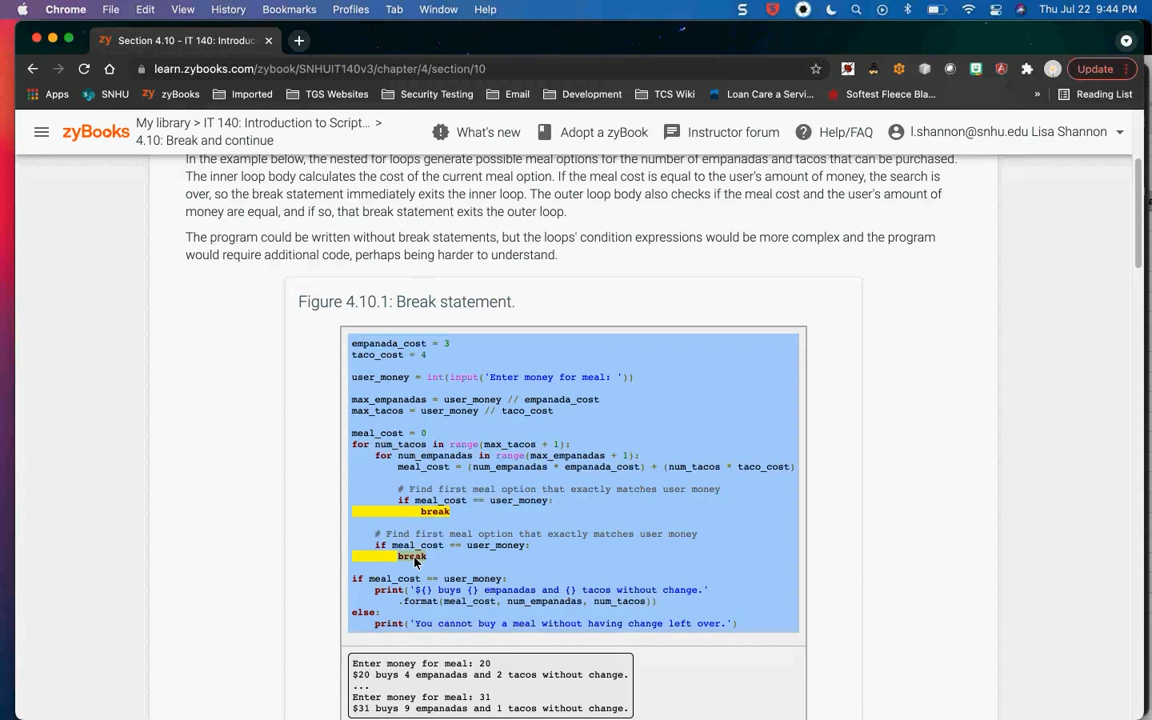 Chrome File Edit View History Bookmarks Profiles Tab Window Help Thu Jul 22 9:44 PM
zy Section 4.10 - IT 140: Introduc
learn.zybooks.com/zybook/SNHUIT140v3/chapter/4/section/10 Update
Apps SNHU zy zyBooks Imported TGS Websites Security Testing Email Development TCS Wiki Loan Care a Servi... Softest Fleece Bla... » Reading List
zyBooks My library > IT 140: Introduction to Script... > What's new Adopt a zyBook Instructor forum Help/FAQ l.shannon@snhu.edu Lisa Shannon
4.10: Break and continue
In the example below, the nested for loops generate possible meal options for the number of empanadas and tacos that can be purchased.
The inner loop body calculates the cost of the current meal option. If the meal cost is equal to the user's amount of money, the search is
over, so the break statement immediately exits the inner loop. The outer loop body also checks if the meal cost and the user's amount of
money are equal, and if so, that break statement exits the outer loop.
The program could be written without break statements, but the loops' condition expressions would be more complex and the program
would require additional code, perhaps being harder to understand.
Figure 4.10.1: Break statement.
empanada_cost = 3
taco_cost = 4
user_money = int(input('Enter money for meal: '))
max_empanadas = user_money // empanada_cost
max_tacos = user_money // taco_cost
meal_cost = 0
for num_tacos in range(max_tacos + 1):
for num_empanadas in range(max_empanadas + 1):
meal_cost = (num_empanadas * empanada_cost) + (num_tacos * taco_cost)
# Find first meal option that exactly matches user money
if meal_cost == user_money:
break
# Find first meal option that exactly matches user money
if meal_cost == user_money:
break
if meal_cost == user_money:
print('${} buys {} empanadas and {} tacos without change.'
.format(meal_cost, num_empanadas, num_tacos))
else:
print('You cannot buy a meal without having change left over.')
Enter money for meal: 20
$20 buys 4 empanadas and 2 tacos without change.
...
Enter money for meal: 31
$31 buys 9 empanadas and 1 tacos without change.